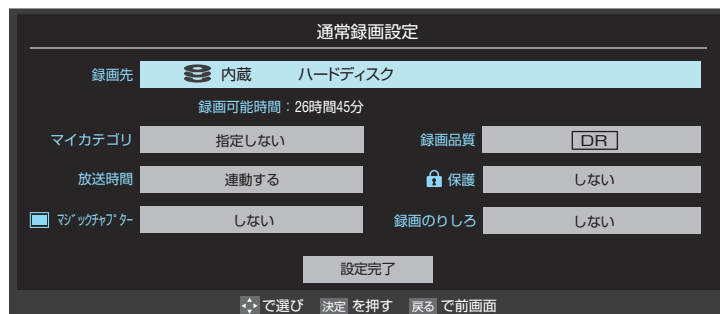 通常録画設定
録画先 内蔵 ハードディスク
録画可能時間：26時間45分
マイカテゴリ 指定しない 録画品質 DR
放送時間 連動する 保護 しない
ﾏｼﾞｯｸﾁｬﾌﾟﾀｰ しない 録画のりしろ しない
設定完了
で選び 決定 を押す 戻る で前画面